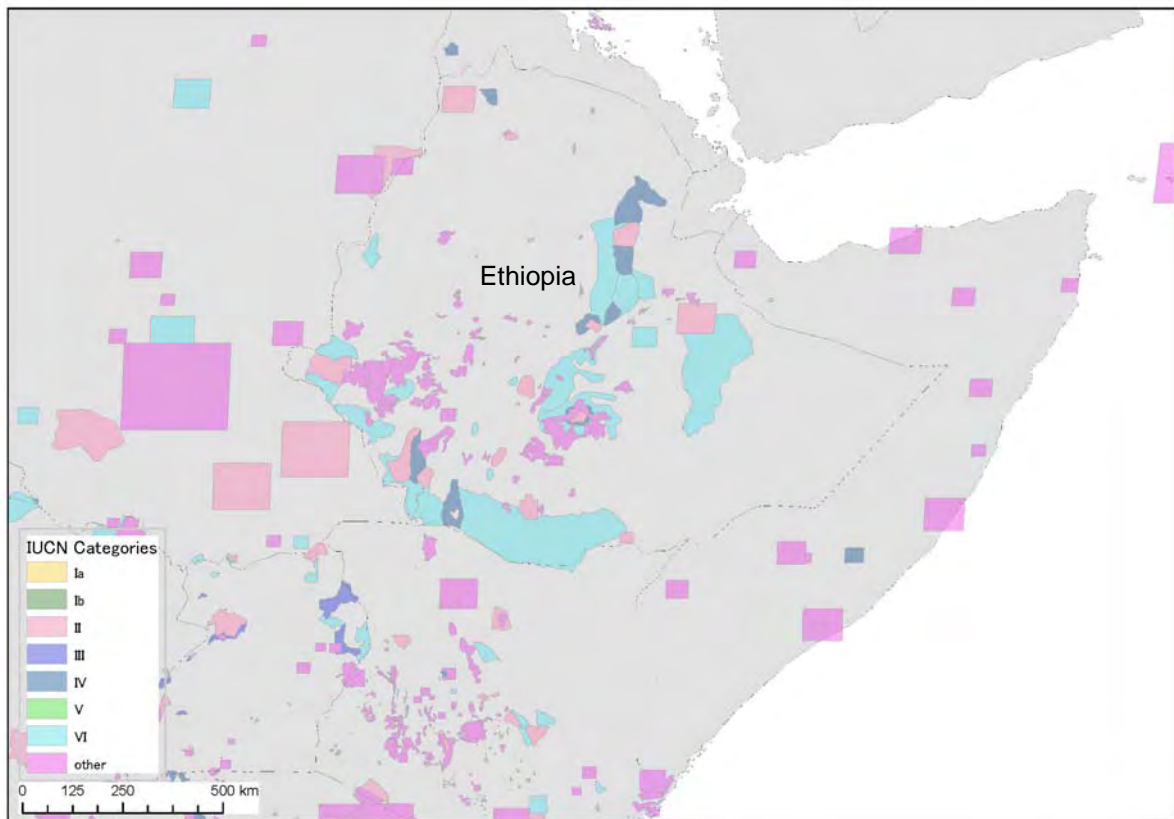 Ethiopia
IUCN Categories
Ia
Ib
II
III
IV
V
VI
other
0 125 250 500 km